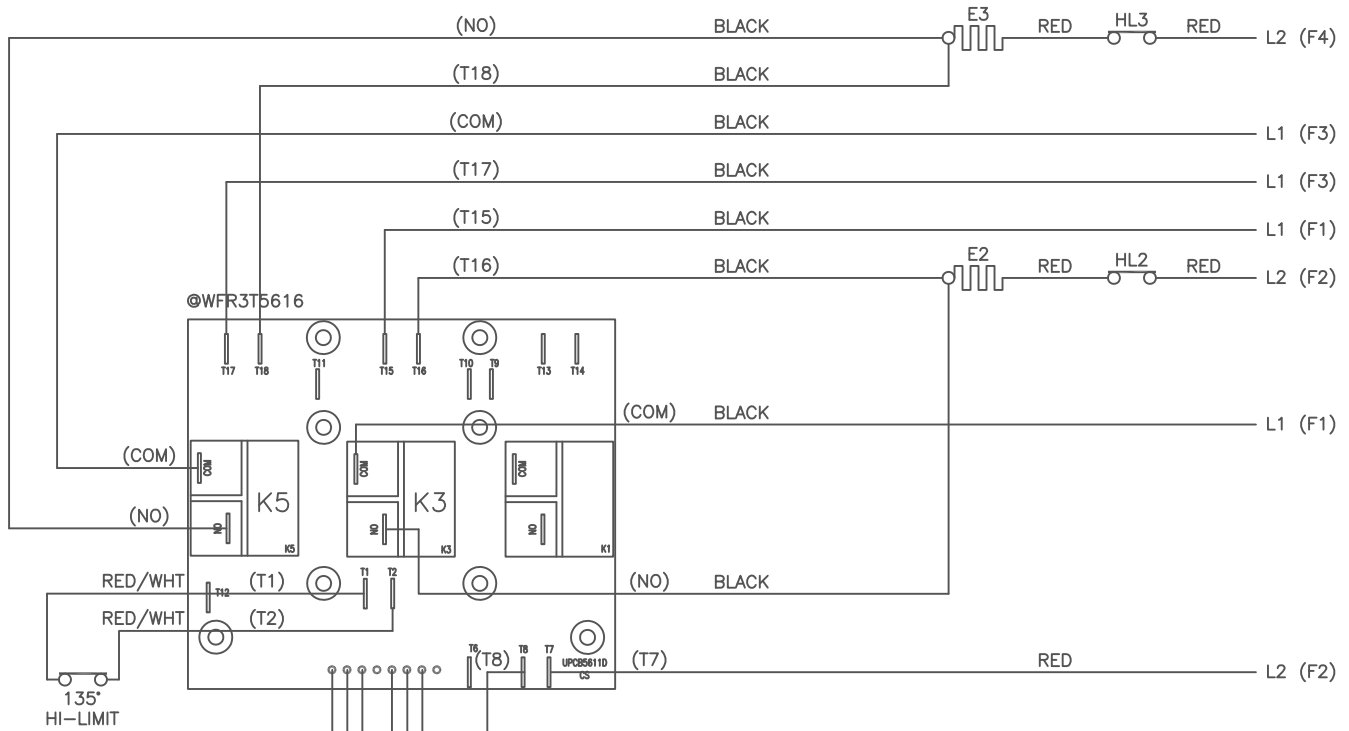 (NO) BLACK E3 RED HL3 RED L2 (F4)
(T18) BLACK
(COM) BLACK L1 (F3)
(T17) BLACK L1 (F3)
(T15) BLACK L1 (F1)
(T16) BLACK E2 RED HL2 RED L2 (F2)
@WFR3T5616
T17 T18 T11 T15 T16 T10 T9 T13 T14
(COM) BLACK L1 (F1)
(COM) COM COM COM
K5 K3
(NO) NO NO NO
K5 K3 K1
RED/WHT (T1) T12 T1 T2 (NO) BLACK
RED/WHT (T2)
T6 (T8) T8 T7 UPCB5611D (T7) RED L2 (F2)
CS
135°
HI-LIMIT